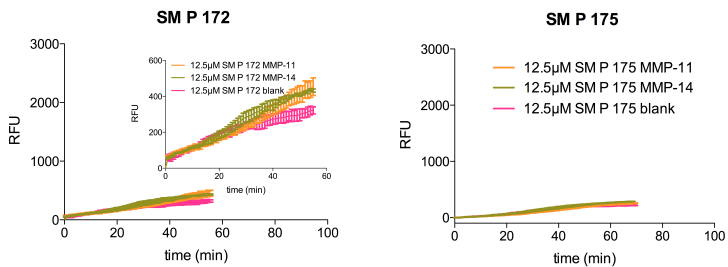 SM P 172
RFU
3000
2000
1000
0
0 20 40 60 80 100
time (min)
RFU
600
400
200
0
0 20 40 60
time (min)
12.5µM SM P 172 MMP-11
12.5µM SM P 172 MMP-14
12.5µM SM P 172 blank
SM P 175
RFU
3000
2000
1000
0
0 20 40 60 80 100
time (min)
12.5µM SM P 175 MMP-11
12.5µM SM P 175 MMP-14
12.5µM SM P 175 blank